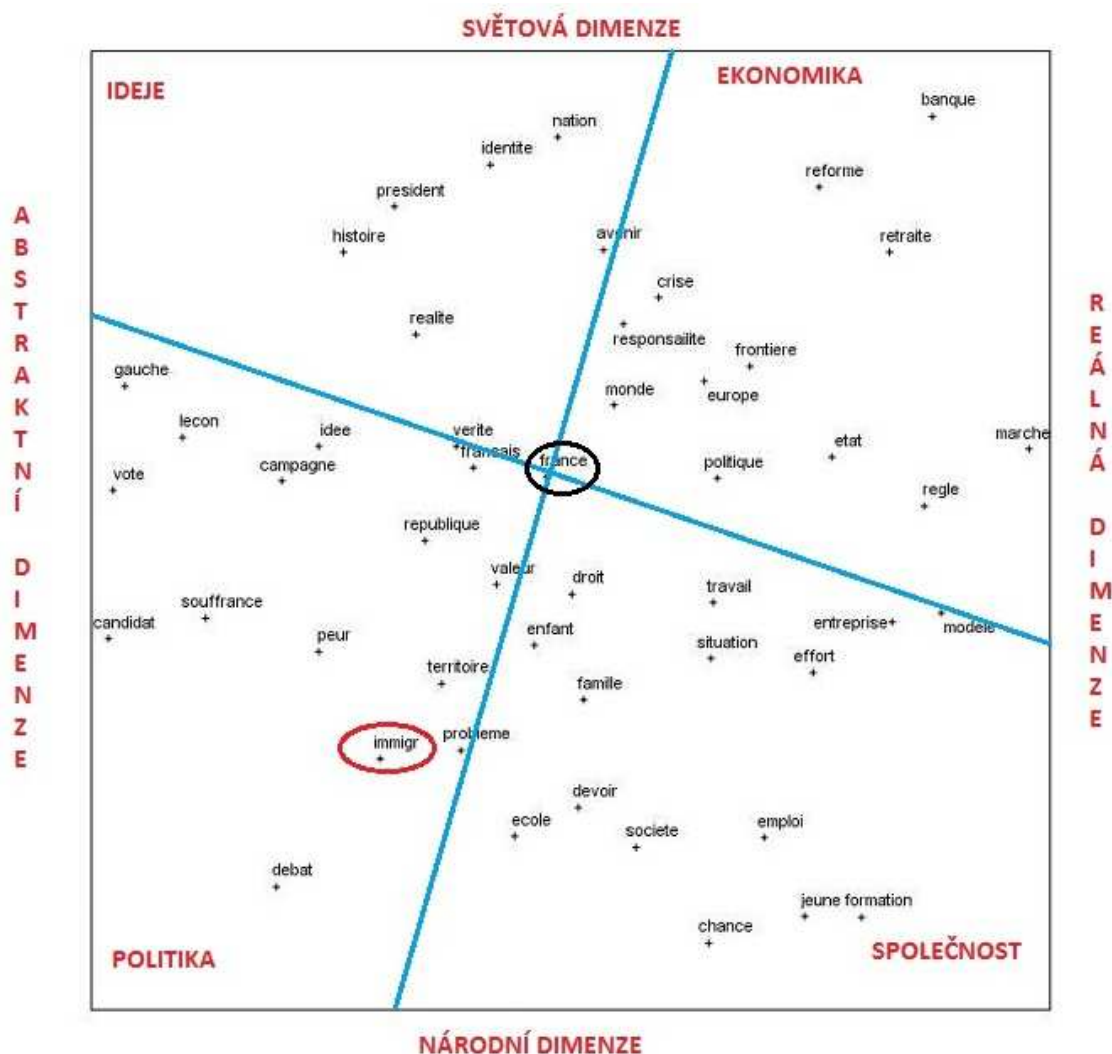 SVĚTOVÁ DIMENZE
IDEJE
EKONOMIKA
banque
nation
identite
reforme
president
histoire
avenir
retraite
crise
realite
responsailite
frontiere
gauche
monde
europe
lecon
idee
verite
etat
marche
campagne
francais
france
politique
vote
regle
republique
valeur
droit
travail
souffrance
candidat
peur
enfant
entreprise
modele
situation
effort
territoire
famille
immigr
probleme
devoir
ecole
societe
emploi
debat
jeune formation
chance
POLITIKA
SPOLEČNOST
NÁRODNÍ DIMENZE
ABSTRAKTNÍ DIMENZE
REÁLNÁ DIMENZE